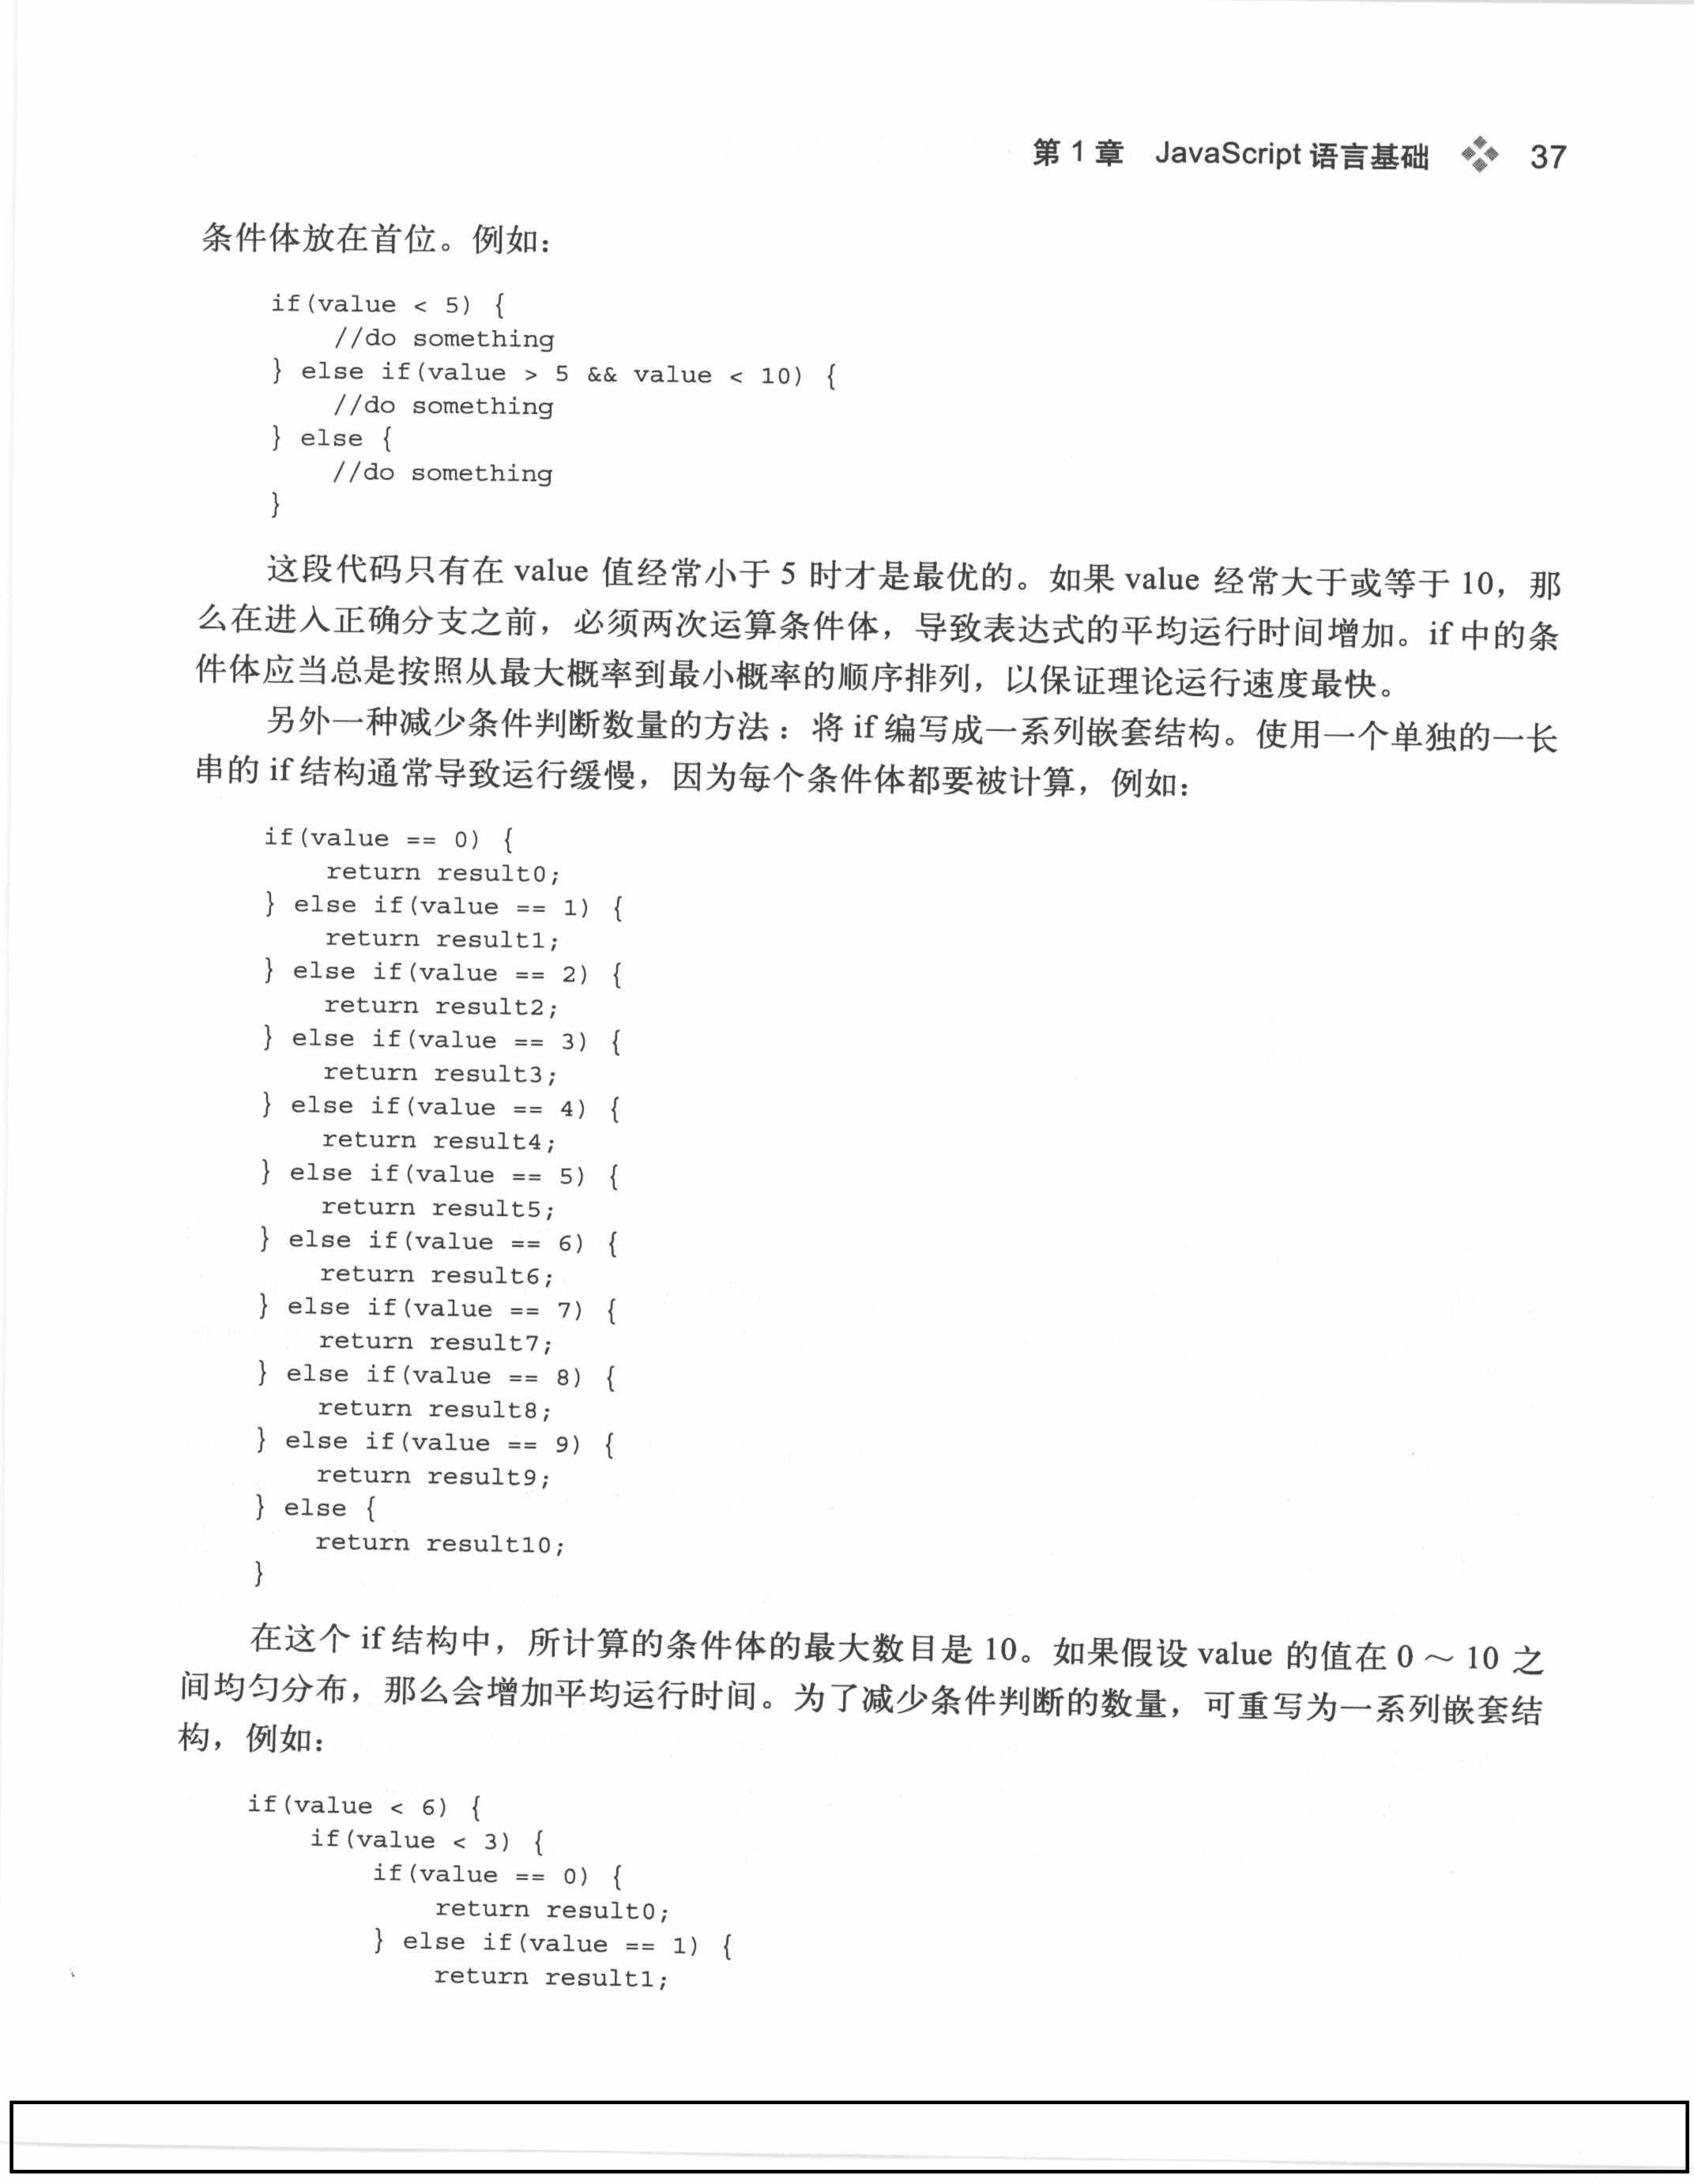 第 1 章 JavaScript 语言基础 37
条件体放在首位。例如：
if(value < 5) {
    //do something
} else if(value > 5 && value < 10) {
    //do something
} else {
    //do something
}
这段代码只有在 value 值经常小于 5 时才是最优的。如果 value 经常大于或等于 10，那
么在进入正确分支之前，必须两次运算条件体，导致表达式的平均运行时间增加。if 中的条
件体应当总是按照从最大概率到最小概率的顺序排列，以保证理论运行速度最快。
另外一种减少条件判断数量的方法：将 if 编写成一系列嵌套结构。使用一个单独的一长
串的 if 结构通常导致运行缓慢，因为每个条件体都要被计算，例如：
if(value == 0) {
    return result0;
} else if(value == 1) {
    return result1;
} else if(value == 2) {
    return result2;
} else if(value == 3) {
    return result3;
} else if(value == 4) {
    return result4;
} else if(value == 5) {
    return result5;
} else if(value == 6) {
    return result6;
} else if(value == 7) {
    return result7;
} else if(value == 8) {
    return result8;
} else if(value == 9) {
    return result9;
} else {
    return result10;
}
在这个 if 结构中，所计算的条件体的最大数目是 10。如果假设 value 的值在 0 ～ 10 之
间均匀分布，那么会增加平均运行时间。为了减少条件判断的数量，可重写为一系列嵌套结
构，例如：
if(value < 6) {
    if(value < 3) {
        if(value == 0) {
            return result0;
        } else if(value == 1) {
            return result1;